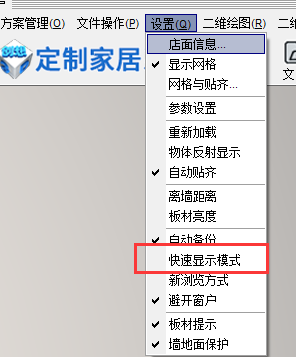 方案管理(O) 文件操作(P) 设置(Q) 二维绘图(R) 二维
定制家居
店面信息...
显示网格
网格与贴齐...
文
参数设置
重新加载
物体反射显示
自动贴齐
离墙距离
板材亮度
自动备份
快速显示模式
新浏览方式
避开窗户
板材提示
墙地面保护